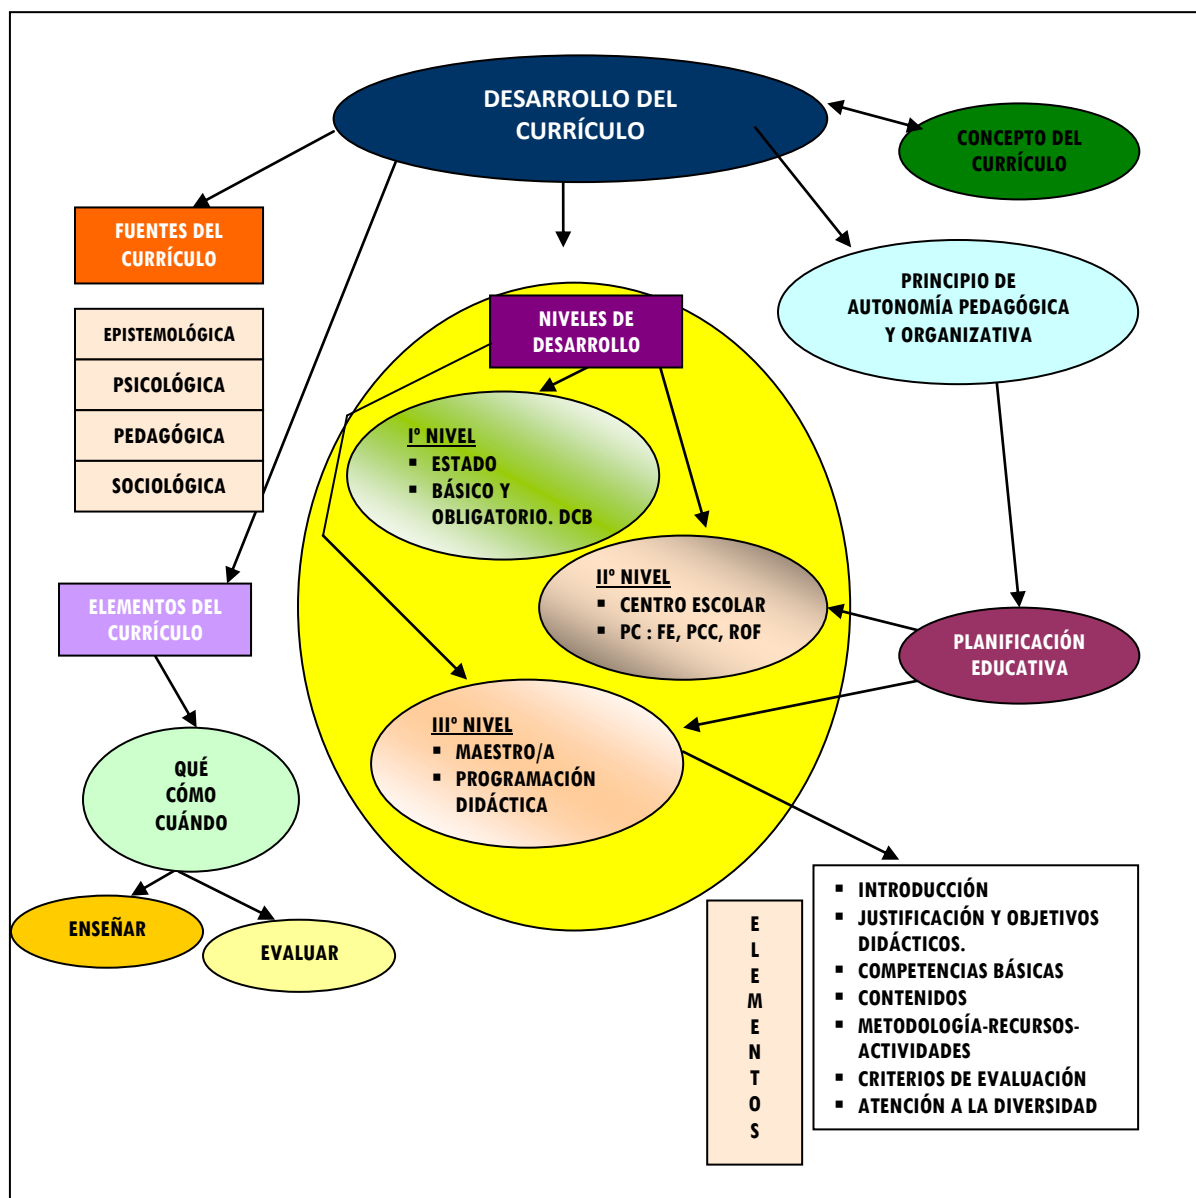 DESARROLLO DEL
CURRÍCULO
CONCEPTO DEL
CURRÍCULO
FUENTES DEL
CURRÍCULO
EPISTEMOLÓGICA
PSICOLÓGICA
PEDAGÓGICA
SOCIOLÓGICA
PRINCIPIO DE
AUTONOMÍA PEDAGÓGICA
Y ORGANIZATIVA
NIVELES DE
DESARROLLO
Iº NIVEL
▪ ESTADO
▪ BÁSICO Y
OBLIGATORIO. DCB
IIº NIVEL
▪ CENTRO ESCOLAR
▪ PC : FE, PCC, ROF
IIIº NIVEL
▪ MAESTRO/A
▪ PROGRAMACIÓN
DIDÁCTICA
PLANIFICACIÓN
EDUCATIVA
ELEMENTOS DEL
CURRÍCULO
QUÉ
CÓMO
CUÁNDO
ENSEÑAR
EVALUAR
E
L
E
M
E
N
T
O
S
▪ INTRODUCCIÓN
▪ JUSTIFICACIÓN Y OBJETIVOS
DIDÁCTICOS.
▪ COMPETENCIAS BÁSICAS
▪ CONTENIDOS
▪ METODOLOGÍA-RECURSOS-
ACTIVIDADES
▪ CRITERIOS DE EVALUACIÓN
▪ ATENCIÓN A LA DIVERSIDAD